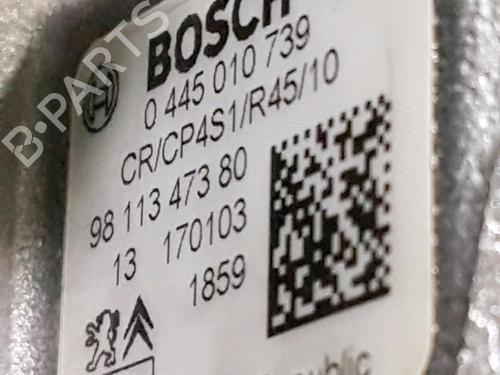 BOSCH
0 445 010 739
CR/CP4S1/R45/10
98 113 473 80
13 170103
1859
B-PARTS